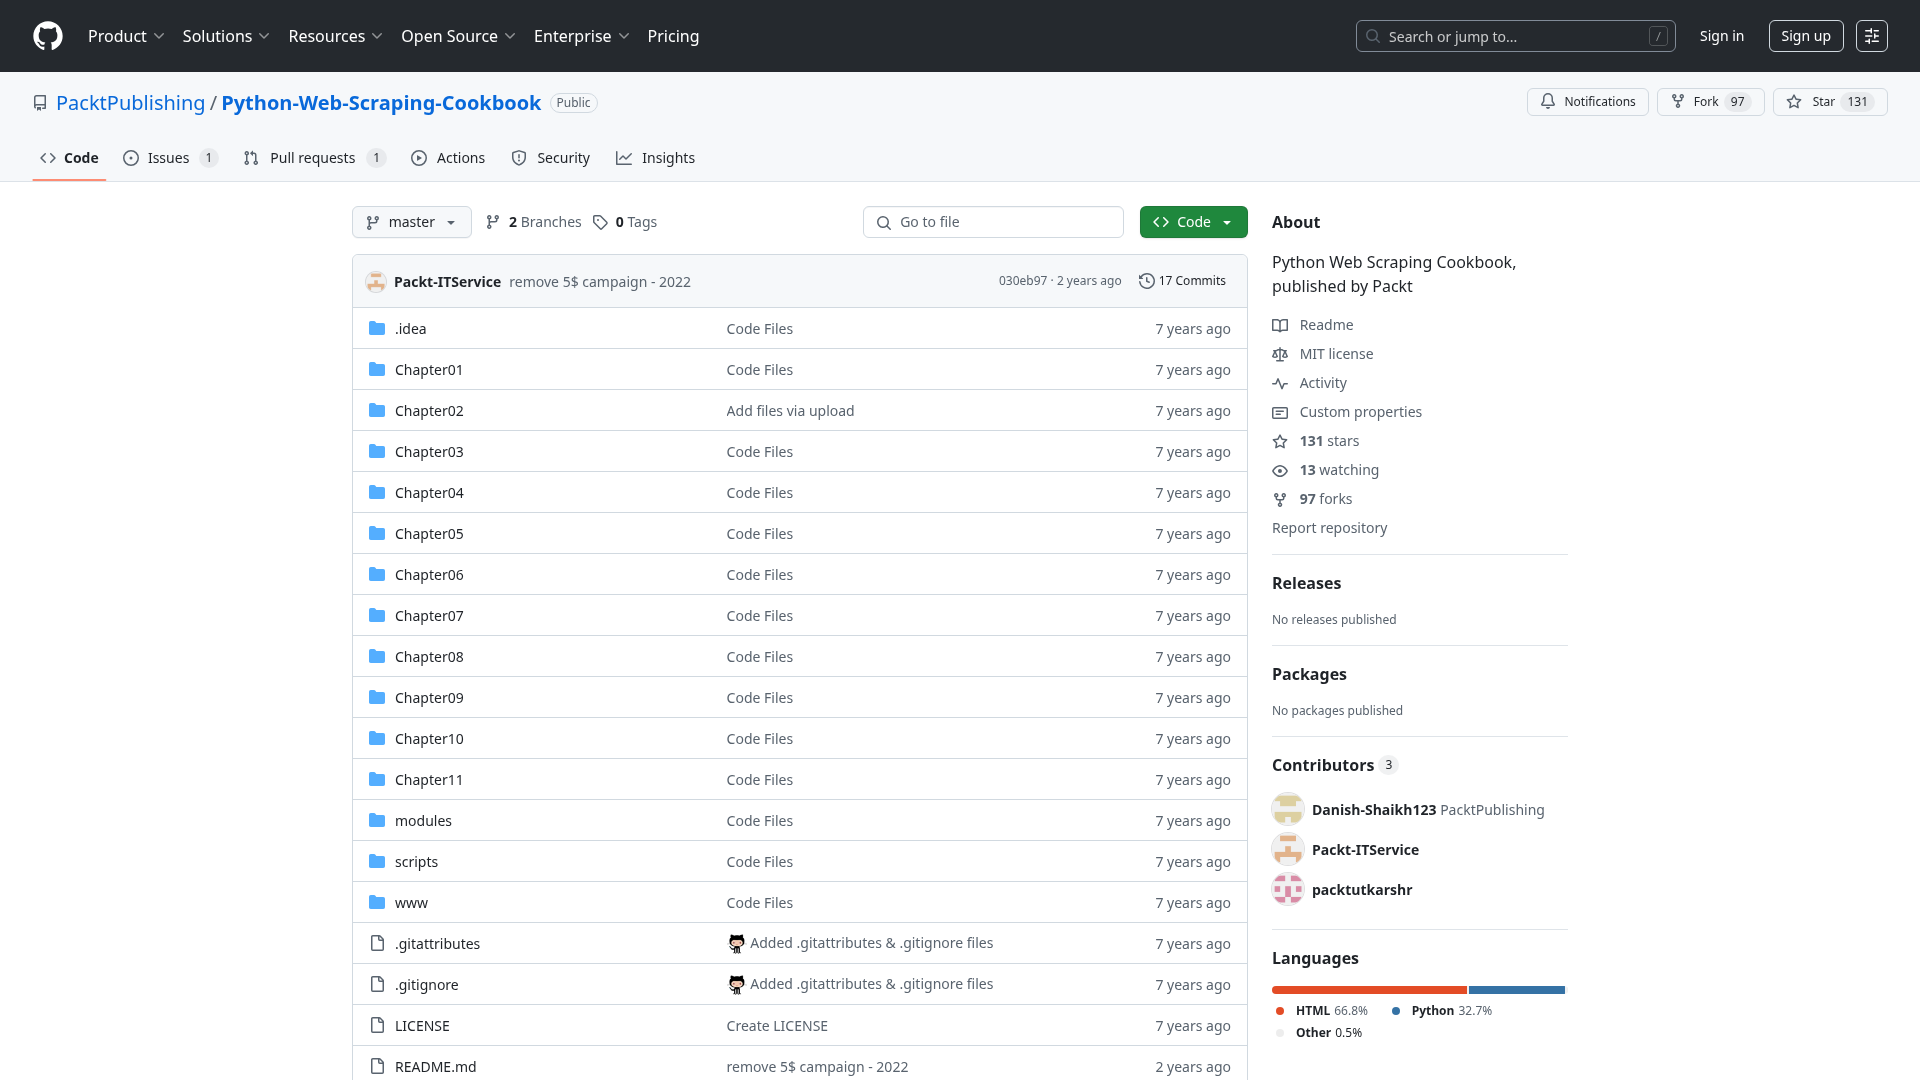 Product Solutions Resources Open Source Enterprise Pricing Search or jump to... / Sign in Sign up
PacktPublishing / Python-Web-Scraping-Cookbook Public Notifications Fork 97 Star 131
Code Issues 1 Pull requests 1 Actions Security Insights
master 2 Branches 0 Tags Go to file Code
Packt-ITService remove 5$ campaign - 2022 030eb97 · 2 years ago 17 Commits
.idea Code Files 7 years ago
Chapter01 Code Files 7 years ago
Chapter02 Add files via upload 7 years ago
Chapter03 Code Files 7 years ago
Chapter04 Code Files 7 years ago
Chapter05 Code Files 7 years ago
Chapter06 Code Files 7 years ago
Chapter07 Code Files 7 years ago
Chapter08 Code Files 7 years ago
Chapter09 Code Files 7 years ago
Chapter10 Code Files 7 years ago
Chapter11 Code Files 7 years ago
modules Code Files 7 years ago
scripts Code Files 7 years ago
www Code Files 7 years ago
.gitattributes Added .gitattributes & .gitignore files 7 years ago
.gitignore Added .gitattributes & .gitignore files 7 years ago
LICENSE Create LICENSE 7 years ago
README.md remove 5$ campaign - 2022 2 years ago
About
Python Web Scraping Cookbook,
published by Packt
Readme
MIT license
Activity
Custom properties
131 stars
13 watching
97 forks
Report repository
Releases
No releases published
Packages
No packages published
Contributors 3
Danish-Shaikh123 PacktPublishing
Packt-ITService
packtutkarshr
Languages
HTML 66.8% Python 32.7%
Other 0.5%